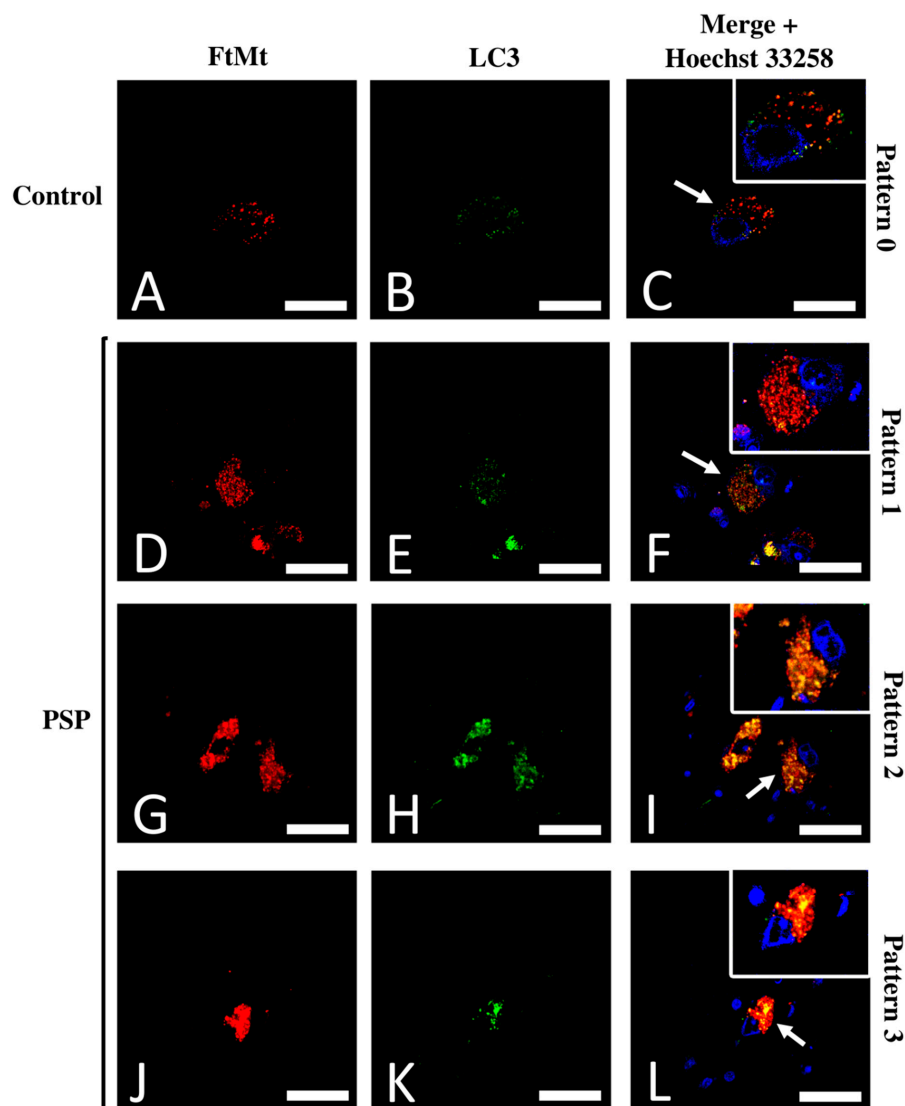 FtMt
LC3
Merge +
Hoechst 33258
Control
A
B
C
Pattern 0
D
E
F
Pattern 1
PSP
G
H
I
Pattern 2
J
K
L
Pattern 3